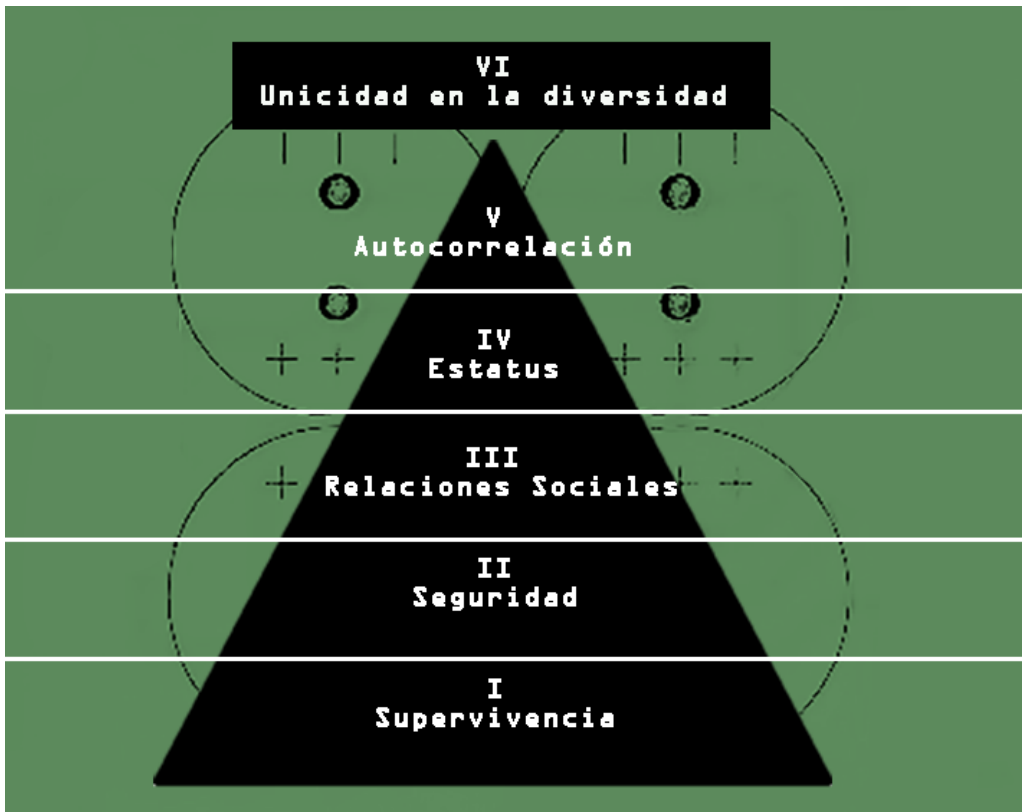 VI
Unicidad en la diversidad
V
Autocorrelación
IV
Estatus
III
Relaciones Sociales
II
Seguridad
I
Supervivencia